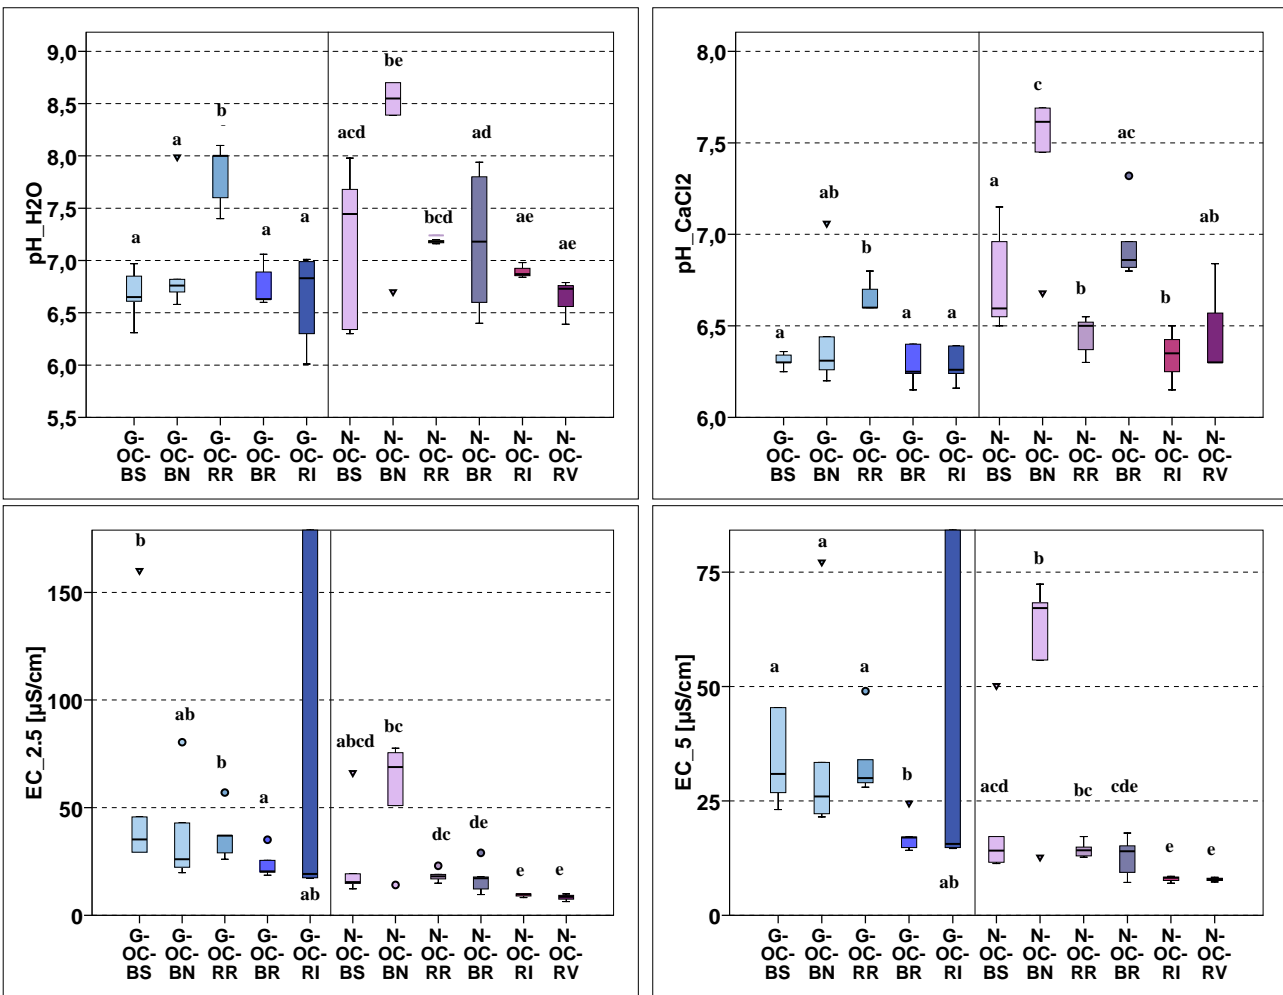 pH_H2O
9,0
8,5
8,0
7,5
7,0
6,5
6,0
5,5
a
a
b
a
a
acd
be
bcd
ad
ae
ae
G- G- G- G- G- N- N- N- N- N- N-
OC- OC- OC- OC- OC- OC- OC- OC- OC- OC- OC-
BS BN RR BR RI BS BN RR BR RI RV
pH_CaCl2
8,0
7,5
7,0
6,5
6,0
a
ab
b
a
a
a
c
b
ac
b
ab
G- G- G- G- G- N- N- N- N- N- N-
OC- OC- OC- OC- OC- OC- OC- OC- OC- OC- OC-
BS BN RR BR RI BS BN RR BR RI RV
EC_2.5 [µS/cm]
150
100
50
0
b
ab
b
a
ab
abcd
bc
dc
de
e
e
G- G- G- G- G- N- N- N- N- N- N-
OC- OC- OC- OC- OC- OC- OC- OC- OC- OC- OC-
BS BN RR BR RI BS BN RR BR RI RV
EC_5 [µS/cm]
75
50
25
0
a
a
a
b
ab
acd
b
bc
cde
e
e
G- G- G- G- G- N- N- N- N- N- N-
OC- OC- OC- OC- OC- OC- OC- OC- OC- OC- OC-
BS BN RR BR RI BS BN RR BR RI RV